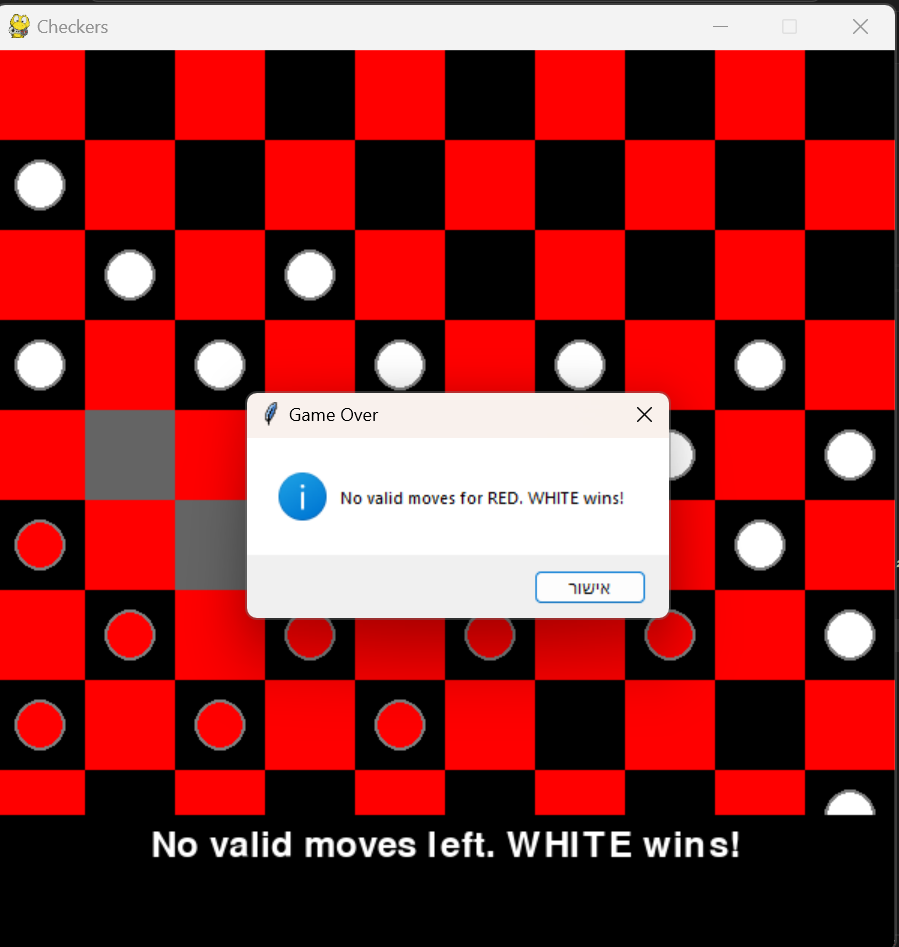 Checkers
Game Over
No valid moves for RED. WHITE wins!
אישור
No valid moves left. WHITE wins!